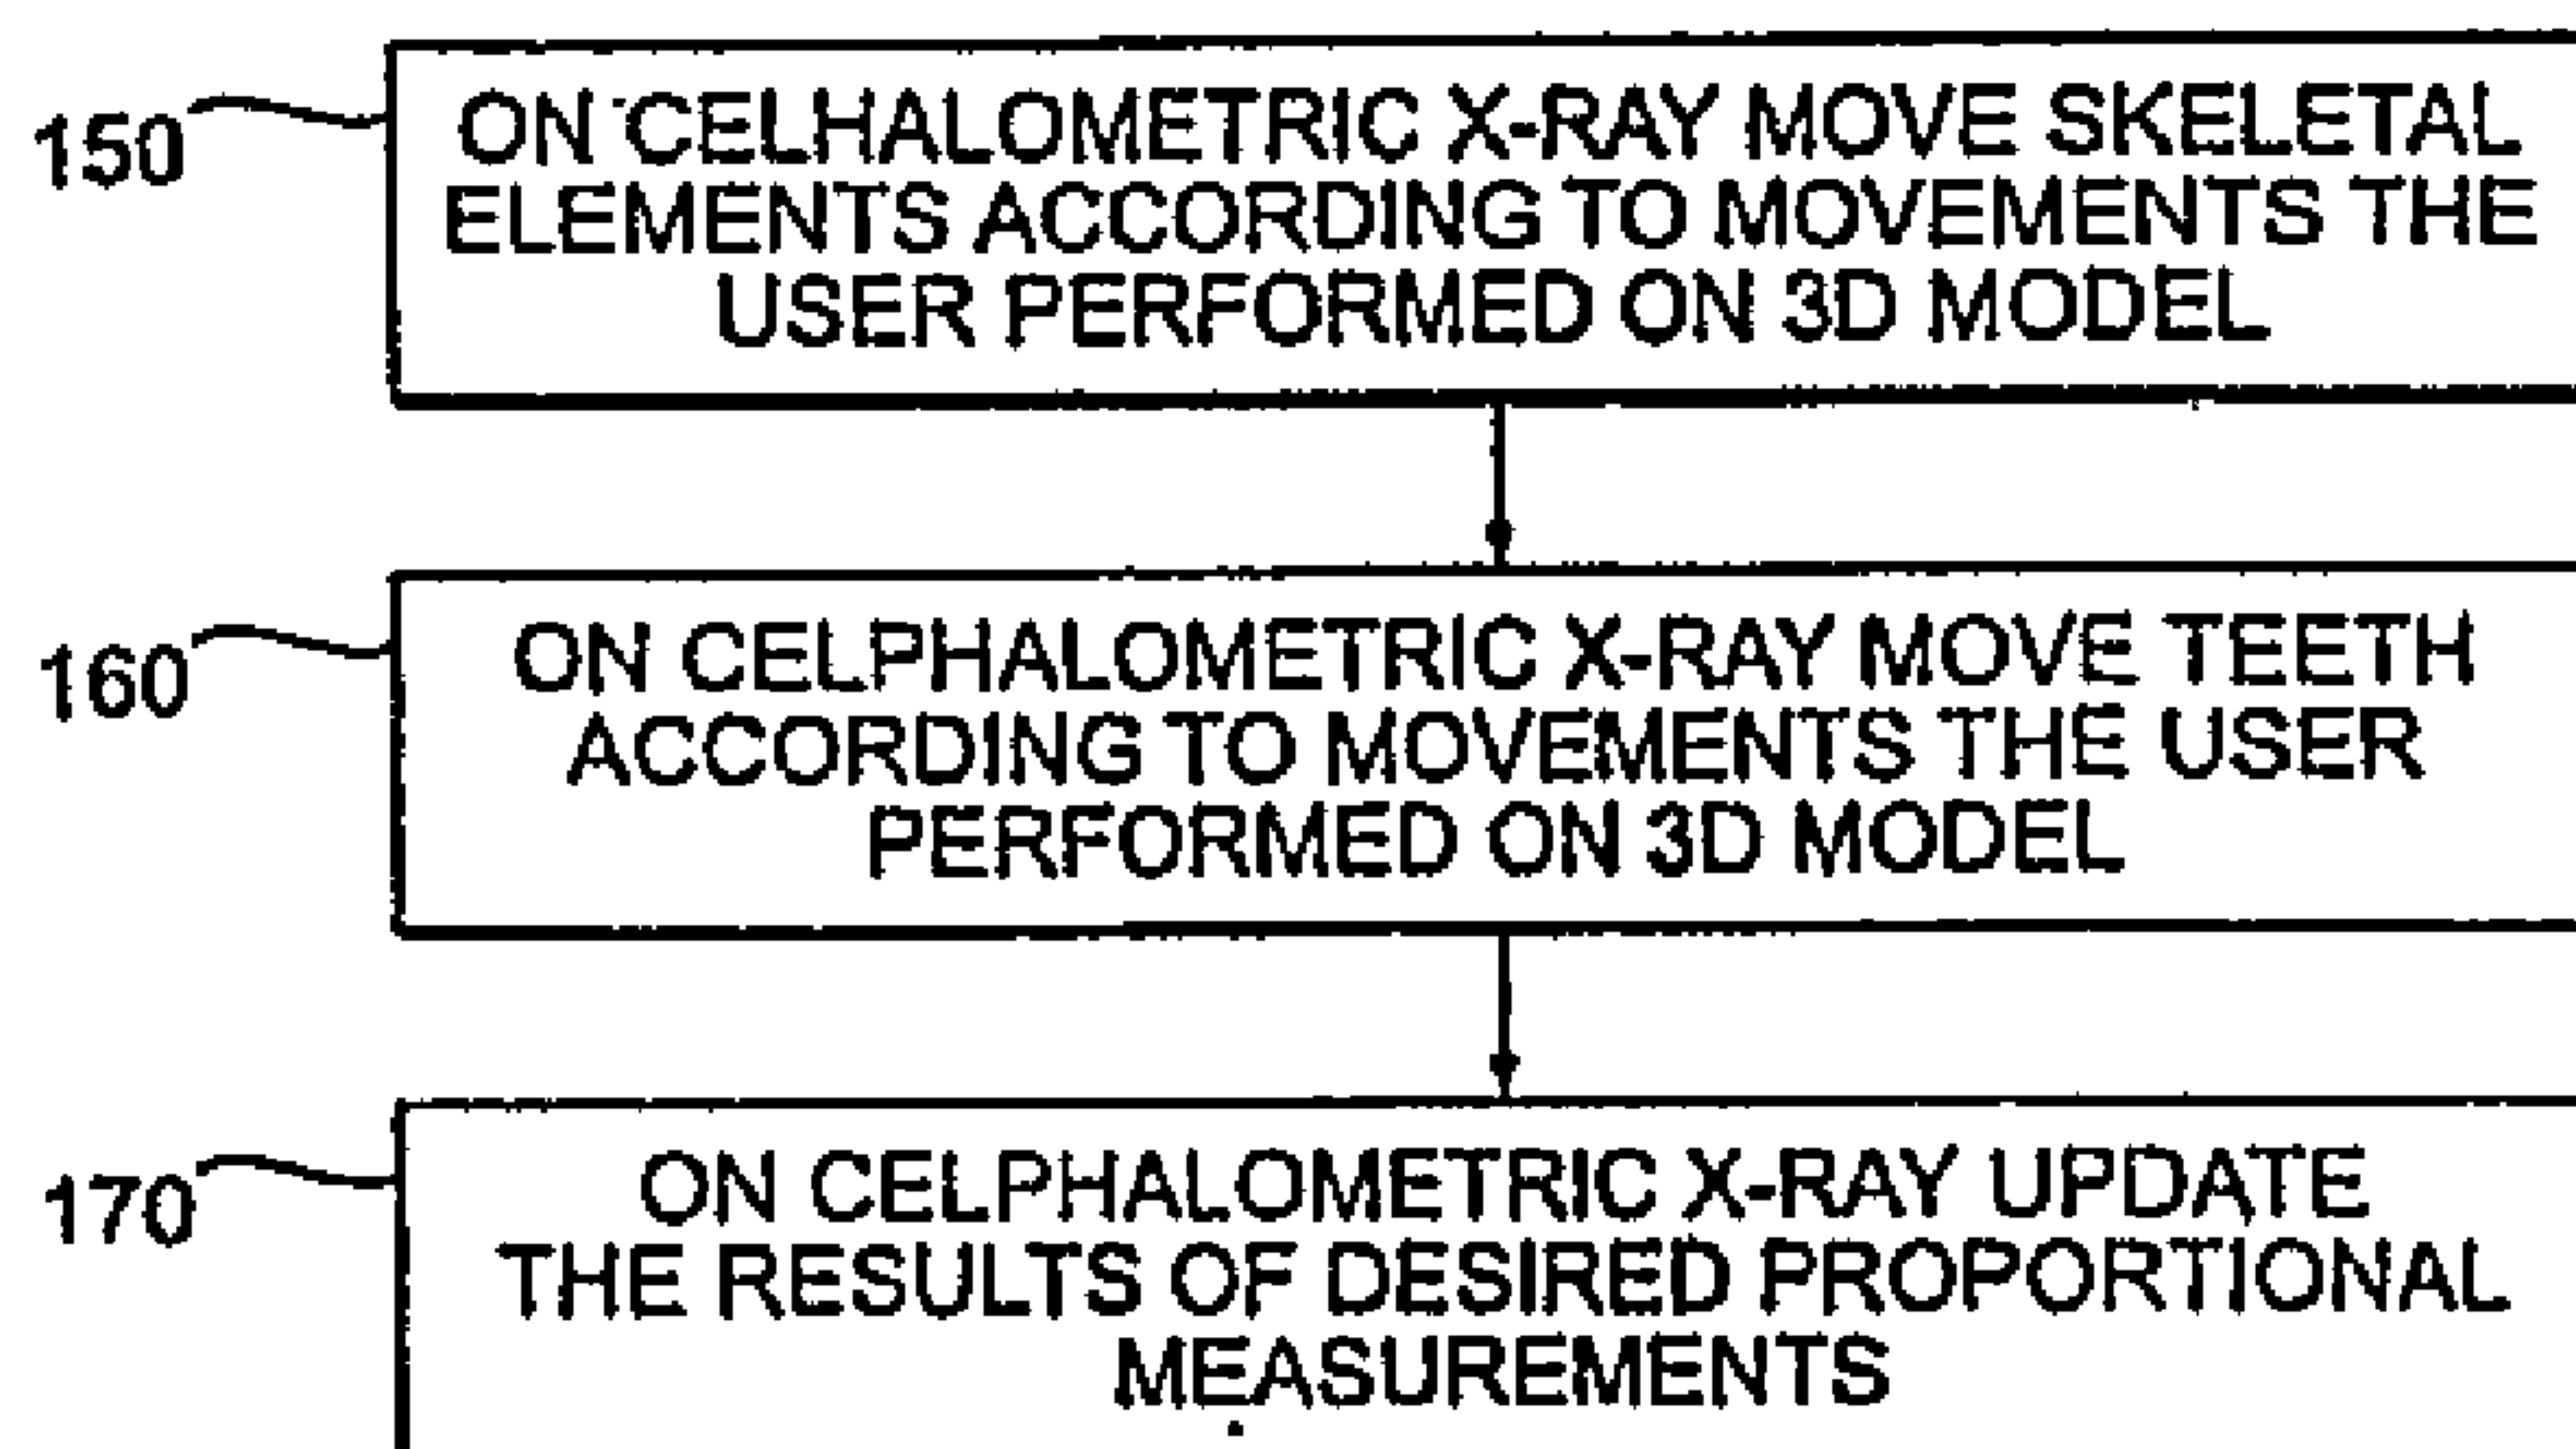 150
ON CELHALOMETRIC X-RAY MOVE SKELETAL
ELEMENTS ACCORDING TO MOVEMENTS THE
USER PERFORMED ON 3D MODEL
160
ON CELPHALOMETRIC X-RAY MOVE TEETH
ACCORDING TO MOVEMENTS THE USER
PERFORMED ON 3D MODEL
170
ON CELPHALOMETRIC X-RAY UPDATE
THE RESULTS OF DESIRED PROPORTIONAL
MEASUREMENTS